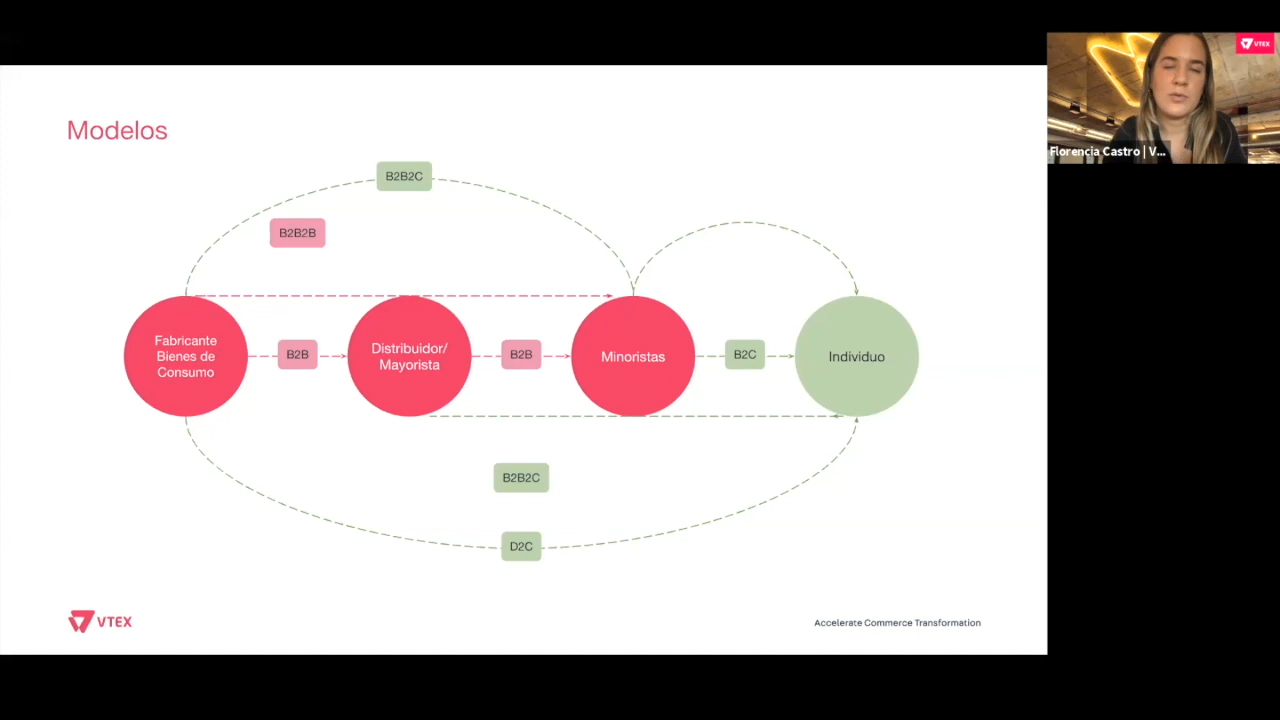 VTEX
Florencia Castro | V...
Modelos
B2B2C
B2B2B
Fabricante
Bienes de
Consumo
B2B
Distribuidor/
Mayorista
B2B
Minoristas
B2C
Individuo
B2B2C
D2C
VTEX
Accelerate Commerce Transformation